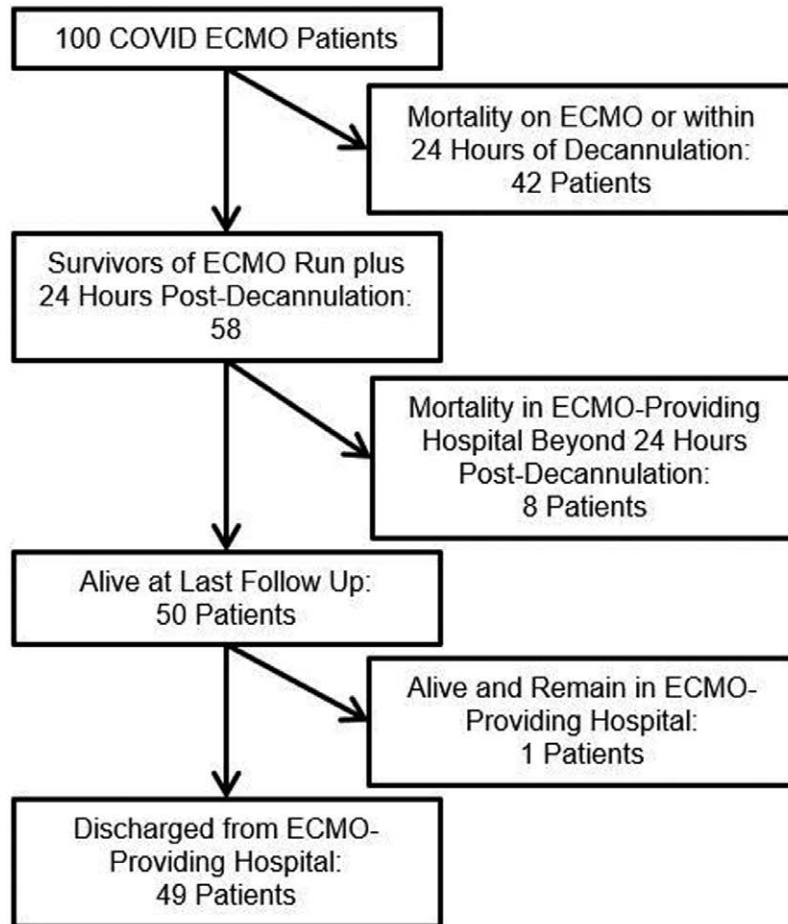 100 COVID ECMO Patients
Mortality on ECMO or within
24 Hours of Decannulation:
42 Patients
Survivors of ECMO Run plus
24 Hours Post-Decannulation:
58
Mortality in ECMO-Providing
Hospital Beyond 24 Hours
Post-Decannulation:
8 Patients
Alive at Last Follow Up:
50 Patients
Alive and Remain in ECMO-
Providing Hospital:
1 Patients
Discharged from ECMO-
Providing Hospital:
49 Patients